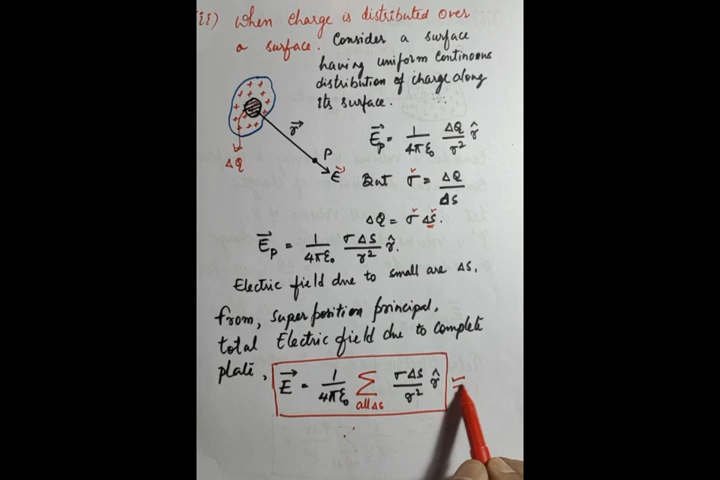 (ii) When charge is distributed over
a surface. Consider a surface
having uniform continuous
distribution of charge along
its surface.
r⃗
P
E⃗
ΔQ
E⃗p = 1/4πε₀ ΔQ/r² r̂
But σ = ΔQ/ΔS
ΔQ = σ ΔS.
E⃗p = 1/4πε₀ σΔS/r² r̂.
Electric field due to small are ΔS.
from, superposition principal,
total Electric field due to complete
plate, E⃗ = 1/4πε₀ ∑ all ΔS σΔS/r² r̂